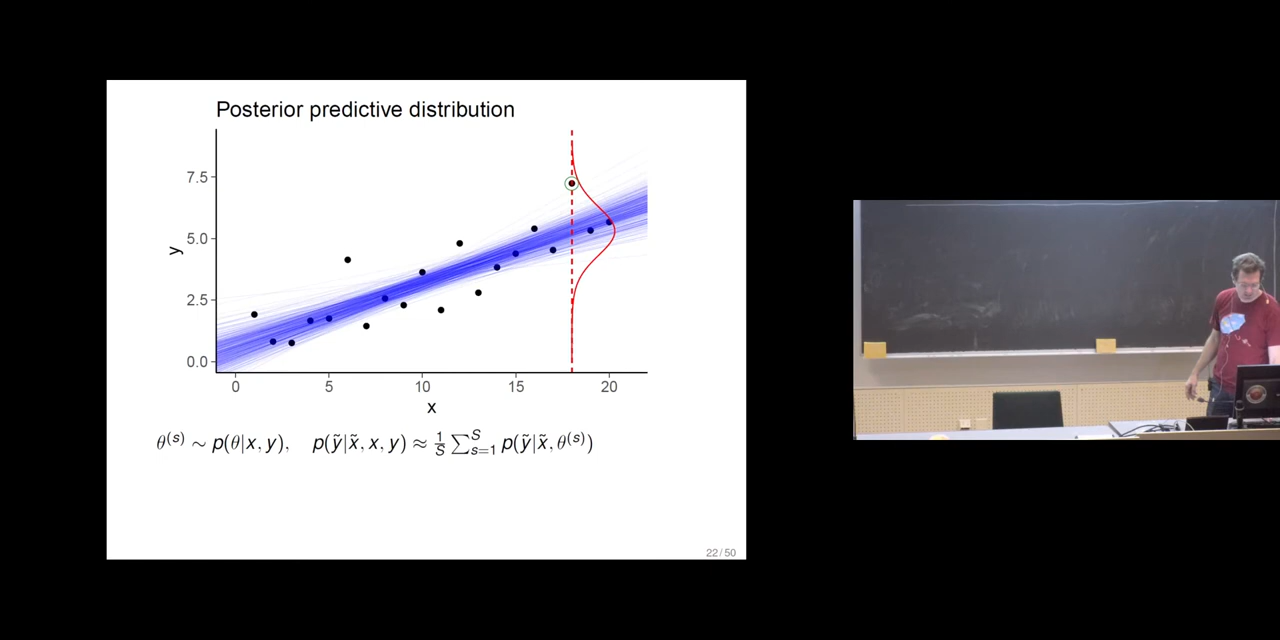 Posterior predictive distribution
7.5
5.0
2.5
0.0
y
0 5 10 15 20
x
θ^(s) ∼ p(θ|x, y), p(ỹ|x̃, x, y) ≈ 1/S ∑_{s=1}^{S} p(ỹ|x̃, θ^(s))
22 / 50